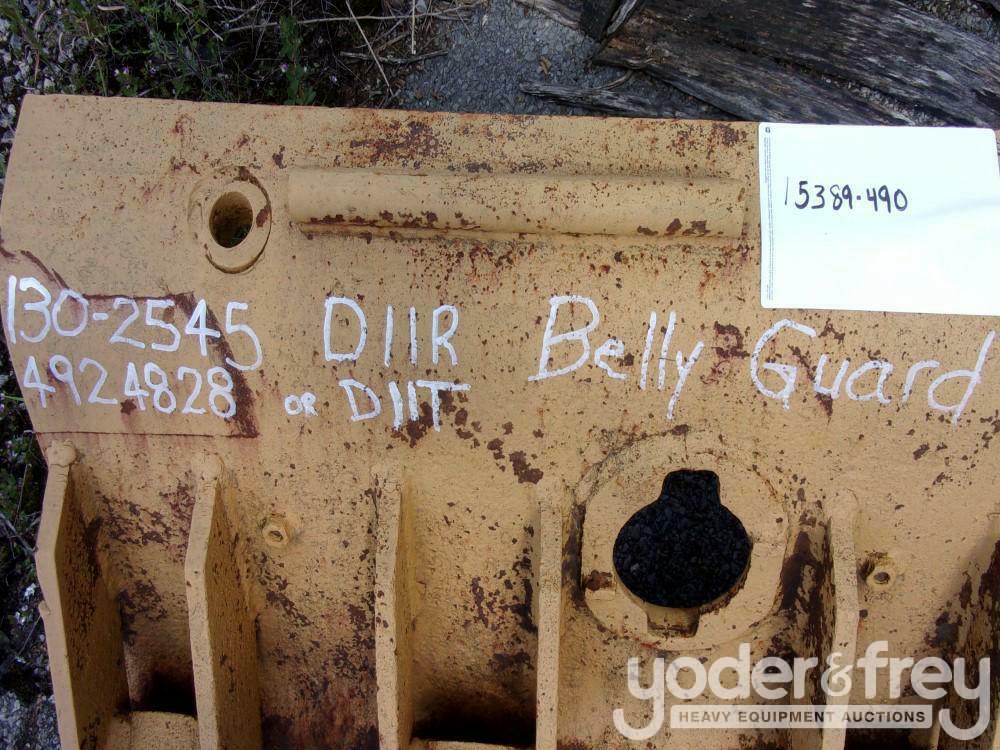 15389-490
130-2545 D11R Belly Guard
4924828 OR D11T
yoder&frey
HEAVY EQUIPMENT AUCTIONS